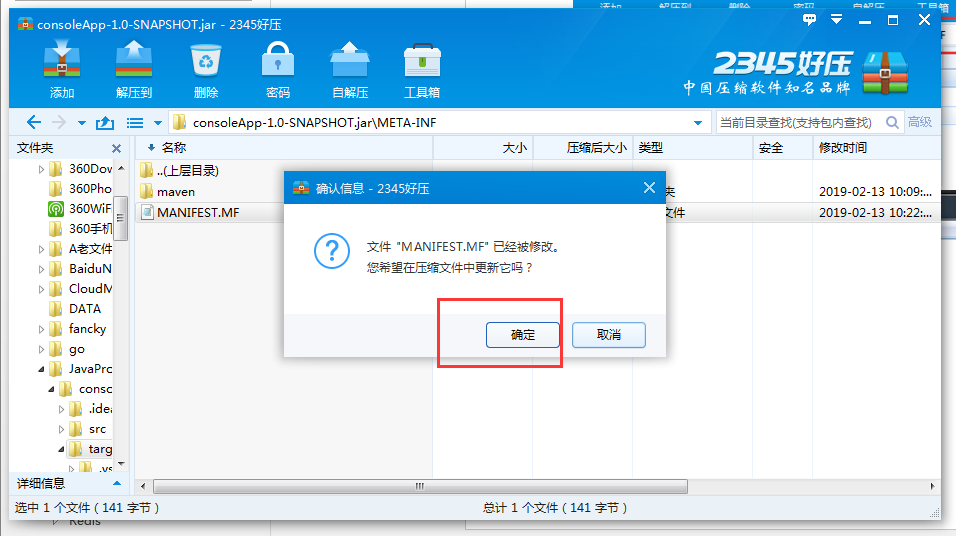 consoleApp-1.0-SNAPSHOT.jar - 2345好压
添加
解压到
删除
密码
自解压
工具箱
2345好压
中国压缩软件知名品牌
consoleApp-1.0-SNAPSHOT.jar\META-INF
当前目录查找(支持包内查找)
高级
文件夹
名称
大小
压缩后大小
类型
安全
修改时间
360Dow
360Pho
360WiF
360手机
A老文件
BaiduN
CloudM
DATA
fancky
go
JavaPro
conso
.idea
src
targ
.vs
..(上层目录)
maven
夹
2019-02-13 10:09:...
MANIFEST.MF
文件
2019-02-13 10:22:...
确认信息 - 2345好压
文件 "MANIFEST.MF" 已经被修改。
您希望在压缩文件中更新它吗？
确定
取消
详细信息
选中 1 个文件 ( 141 字节 )
总计 1 个文件 ( 141 字节 )
Redis